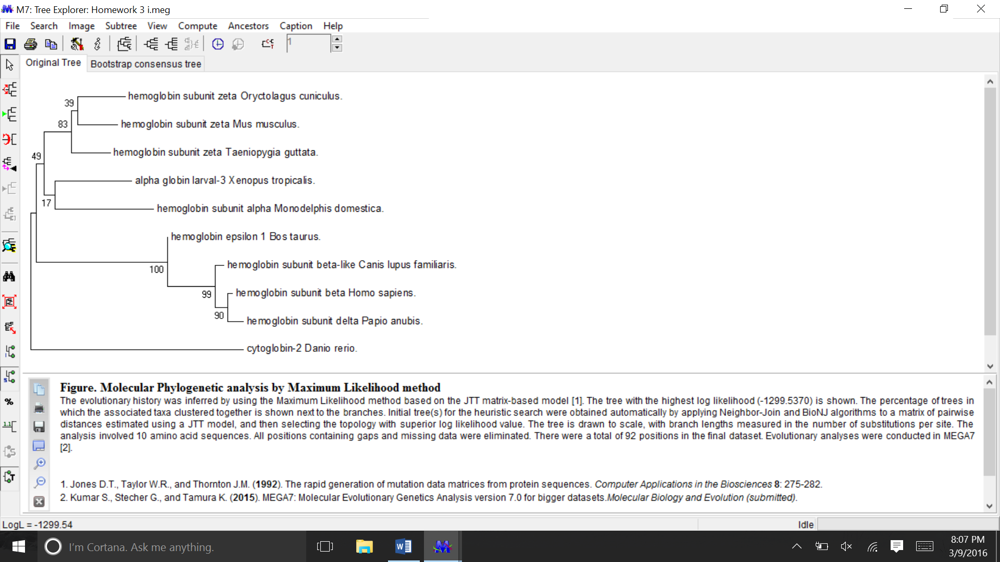 M7: Tree Explorer: Homework 3 i.meg
File Search Image Subtree View Compute Ancestors Caption Help
1
Original Tree Bootstrap consensus tree
hemoglobin subunit zeta Oryctolagus cuniculus.
39
hemoglobin subunit zeta Mus musculus.
83
hemoglobin subunit zeta Taeniopygia guttata.
49
alpha globin larval-3 Xenopus tropicalis.
17
hemoglobin subunit alpha Monodelphis domestica.
hemoglobin epsilon 1 Bos taurus.
hemoglobin subunit beta-like Canis lupus familiaris.
100
hemoglobin subunit beta Homo sapiens.
99
90
hemoglobin subunit delta Papio anubis.
cytoglobin-2 Danio rerio.
Figure. Molecular Phylogenetic analysis by Maximum Likelihood method
The evolutionary history was inferred by using the Maximum Likelihood method based on the JTT matrix-based model [1]. The tree with the highest log likelihood (-1299.5370) is shown. The percentage of trees in
which the associated taxa clustered together is shown next to the branches. Initial tree(s) for the heuristic search were obtained automatically by applying Neighbor-Join and BioNJ algorithms to a matrix of pairwise
distances estimated using a JTT model, and then selecting the topology with superior log likelihood value. The tree is drawn to scale, with branch lengths measured in the number of substitutions per site. The
analysis involved 10 amino acid sequences. All positions containing gaps and missing data were eliminated. There were a total of 92 positions in the final dataset. Evolutionary analyses were conducted in MEGA7
[2].
1. Jones D.T., Taylor W.R., and Thornton J.M. (1992). The rapid generation of mutation data matrices from protein sequences. Computer Applications in the Biosciences 8: 275-282.
2. Kumar S., Stecher G., and Tamura K. (2015). MEGA7: Molecular Evolutionary Genetics Analysis version 7.0 for bigger datasets.Molecular Biology and Evolution (submitted).
LogL = -1299.54
Idle
I'm Cortana. Ask me anything.
8:07 PM
3/9/2016